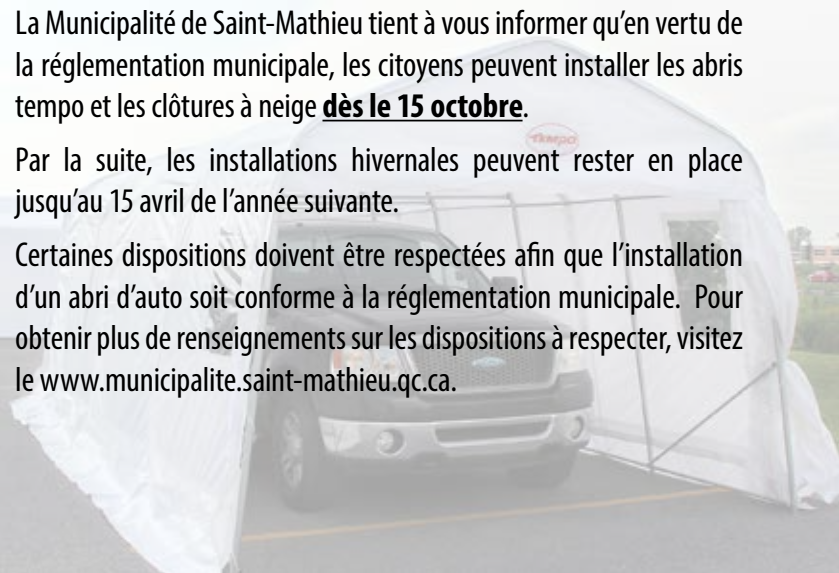 La Municipalité de Saint-Mathieu tient à vous informer qu'en vertu de
la réglementation municipale, les citoyens peuvent installer les abris
tempo et les clôtures à neige dès le 15 octobre.
Par la suite, les installations hivernales peuvent rester en place
jusqu'au 15 avril de l'année suivante.
Certaines dispositions doivent être respectées afin que l'installation
d'un abri d'auto soit conforme à la réglementation municipale. Pour
obtenir plus de renseignements sur les dispositions à respecter, visitez
le www.municipalite.saint-mathieu.qc.ca.